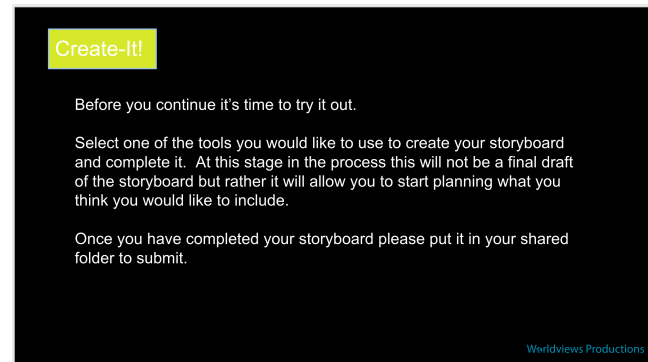 Create-It!
Before you continue it's time to try it out.
Select one of the tools you would like to use to create your storyboard
and complete it.  At this stage in the process this will not be a final draft
of the storyboard but rather it will allow you to start planning what you
think you would like to include.
Once you have completed your storyboard please put it in your shared
folder to submit.
Worldviews Productions